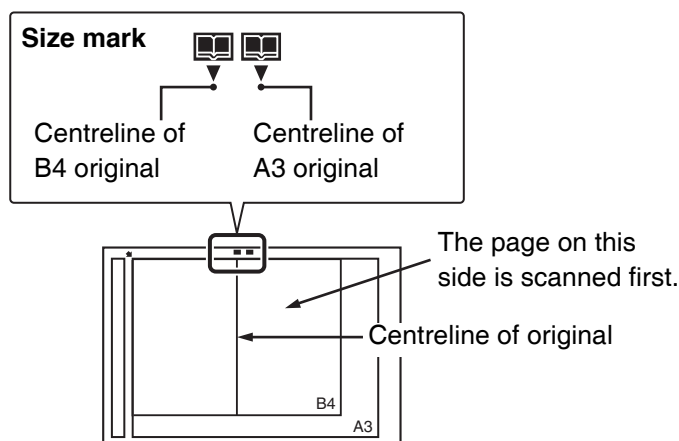 Size mark
Centreline of
B4 original
Centreline of
A3 original
The page on this
side is scanned first.
Centreline of original
B4
A3